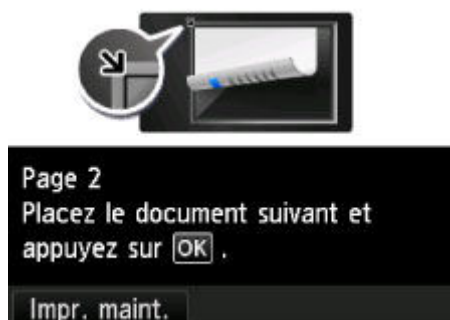 Page 2
Placez le document suivant et
appuyez sur OK .
Impr. maint.